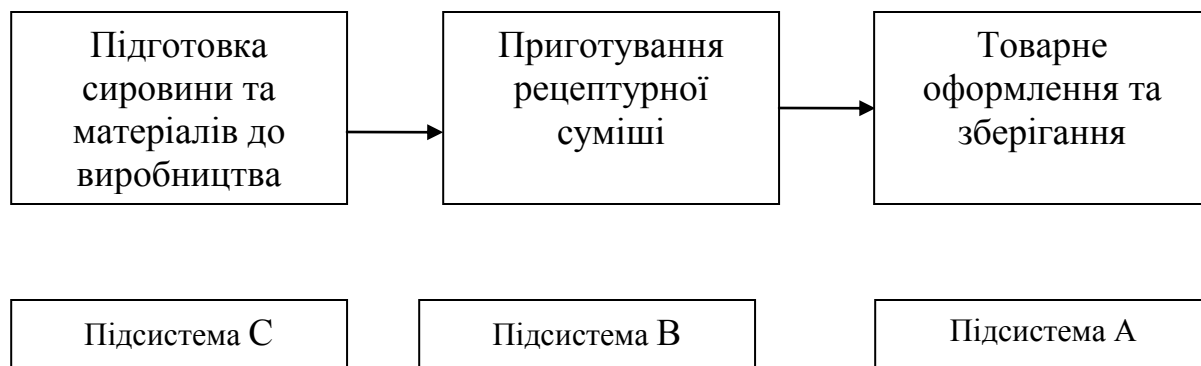 Підготовка
сировини та
матеріалів до
виробництва
Приготування
рецептурної
суміші
Товарне
оформлення та
зберігання
Підсистема С
Підсистема В
Підсистема А